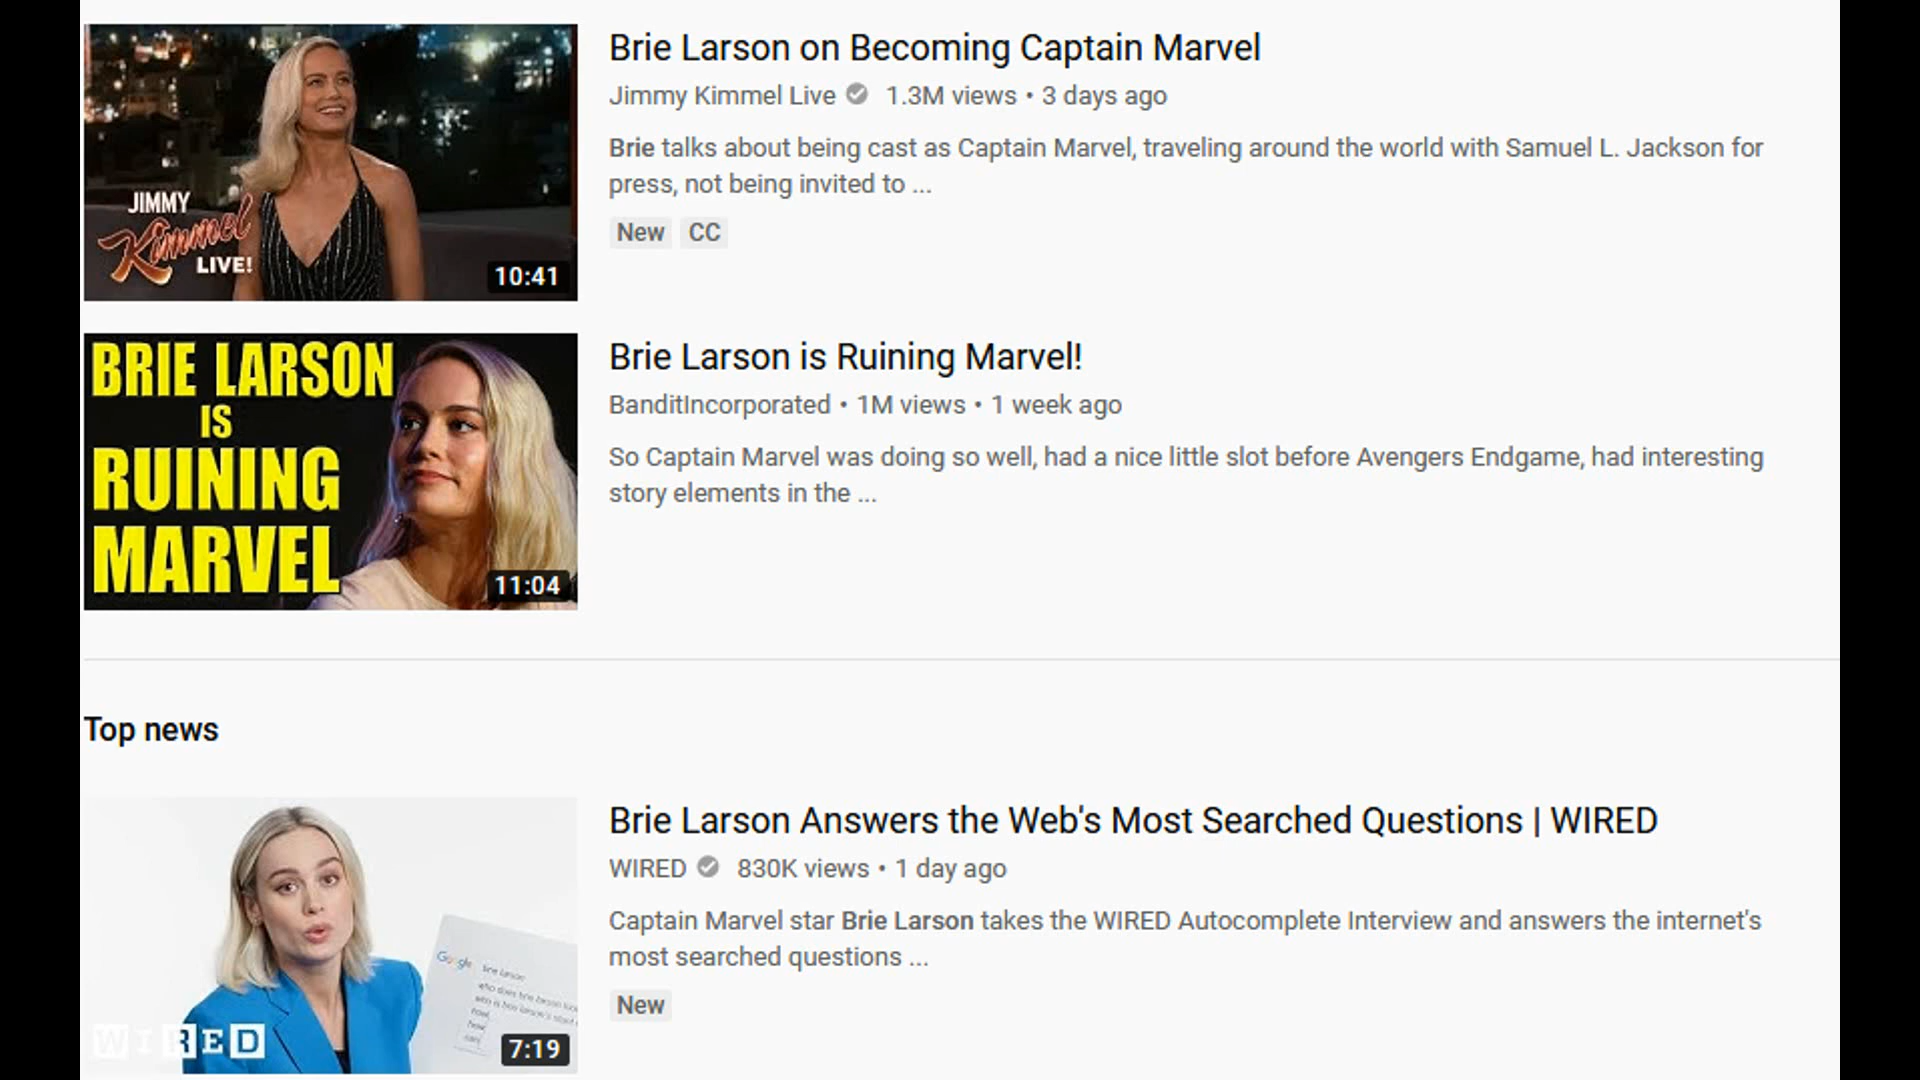 Brie Larson on Becoming Captain Marvel
Jimmy Kimmel Live 1.3M views • 3 days ago
Brie talks about being cast as Captain Marvel, traveling around the world with Samuel L. Jackson for
press, not being invited to ...
New CC
JIMMY
Kimmel
LIVE!
10:41
Brie Larson is Ruining Marvel!
BanditIncorporated • 1M views • 1 week ago
So Captain Marvel was doing so well, had a nice little slot before Avengers Endgame, had interesting
story elements in the ...
BRIE LARSON
IS
RUINING
MARVEL
11:04
Top news
Brie Larson Answers the Web's Most Searched Questions | WIRED
WIRED 830K views • 1 day ago
Captain Marvel star Brie Larson takes the WIRED Autocomplete Interview and answers the internet's
most searched questions ...
New
Google brie larson
WIRED
7:19